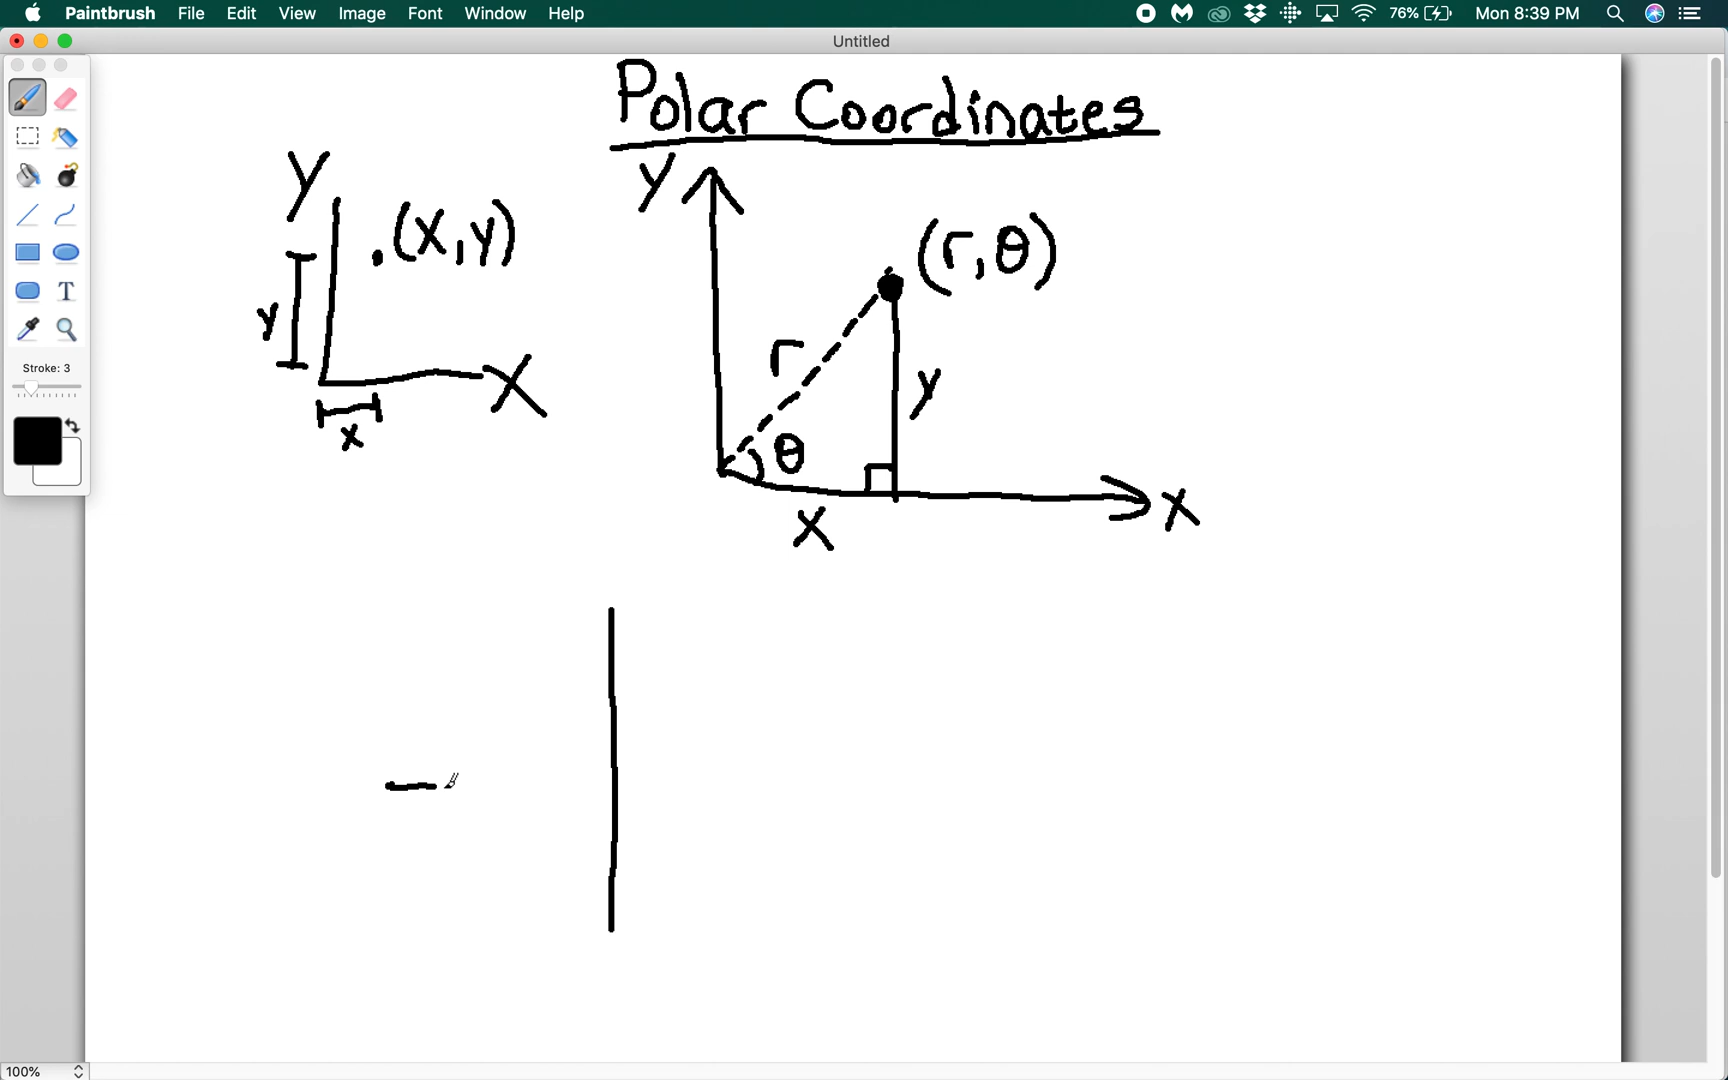 Paintbrush File Edit View Image Font Window Help 76% Mon 8:39 PM
Untitled
Polar Coordinates
Y
(X,y)
y
X
x
Stroke: 3
T
y
(r,θ)
r
y
θ
x
x
100%